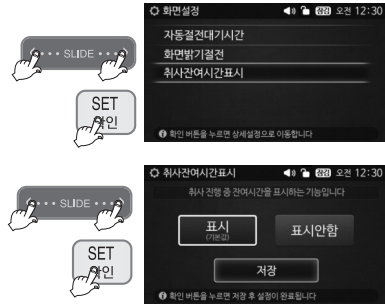 화면설정
오전 12:30
SLIDE
자동절전대기시간
화면밝기절전
취사잔여시간표시
SET
확인
확인 버튼을 누르면 상세설정으로 이동합니다
취사잔여시간표시
오전 12:30
취사 진행 중 잔여시간을 표시하는 기능입니다
SLIDE
표시
(기본값)
표시안함
SET
확인
저장
확인 버튼을 누르면 저장 후 설정이 완료됩니다